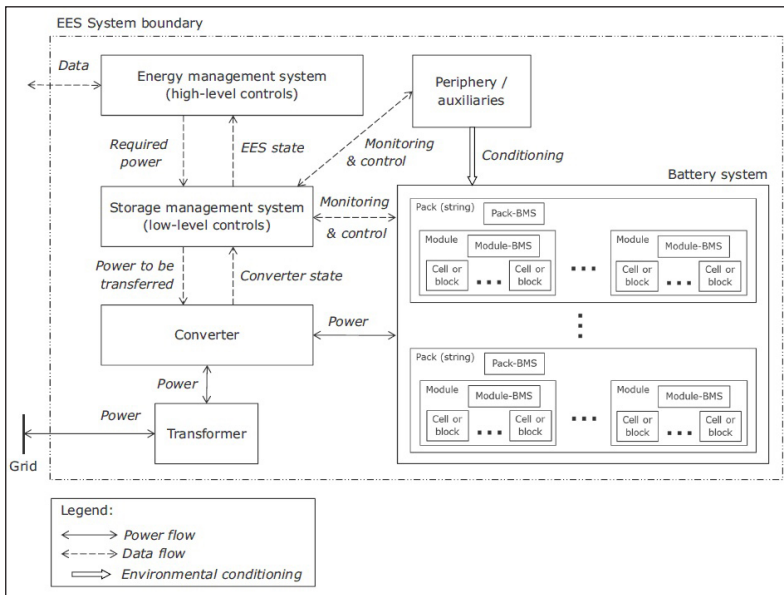 EES System boundary
Data
Energy management system
(high-level controls)
Periphery /
auxiliaries
Required
power
EES state
Monitoring
& control
Conditioning
Battery system
Storage management system
(low-level controls)
Monitoring
& control
Pack (string)
Pack-BMS
Module
Module-BMS
Cell or
block
...
Cell or
block
...
Module
Module-BMS
Cell or
block
...
Cell or
block
Power to be
transferred
Converter state
Converter
Power
Power
Pack (string)
Pack-BMS
Module
Module-BMS
Cell or
block
...
Cell or
block
...
Module
Module-BMS
Cell or
block
...
Cell or
block
Power
Transformer
Grid
Legend:
Power flow
Data flow
Environmental conditioning